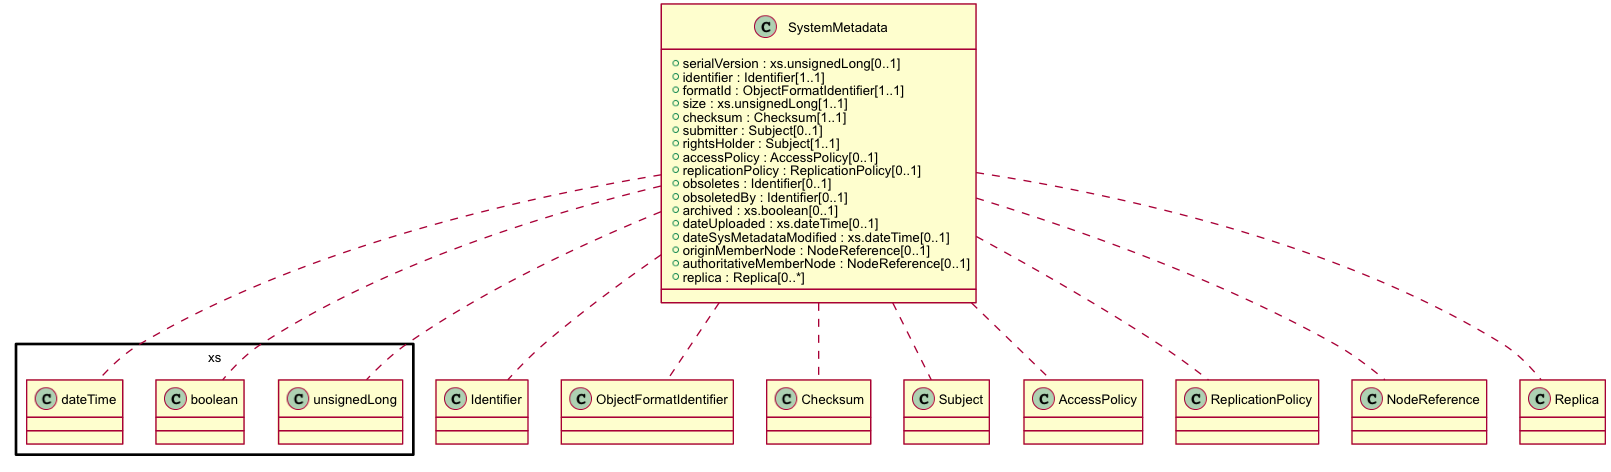 C SystemMetadata
serialVersion : xs.unsignedLong[0..1]
identifier : Identifier[1..1]
formatId : ObjectFormatIdentifier[1..1]
size : xs.unsignedLong[1..1]
checksum : Checksum[1..1]
submitter : Subject[0..1]
rightsHolder : Subject[1..1]
accessPolicy : AccessPolicy[0..1]
replicationPolicy : ReplicationPolicy[0..1]
obsoletes : Identifier[0..1]
obsoletedBy : Identifier[0..1]
archived : xs.boolean[0..1]
dateUploaded : xs.dateTime[0..1]
dateSysMetadataModified : xs.dateTime[0..1]
originMemberNode : NodeReference[0..1]
authoritativeMemberNode : NodeReference[0..1]
replica : Replica[0..*]
xs
C dateTime
C boolean
C unsignedLong
C Identifier
C ObjectFormatIdentifier
C Checksum
C Subject
C AccessPolicy
C ReplicationPolicy
C NodeReference
C Replica